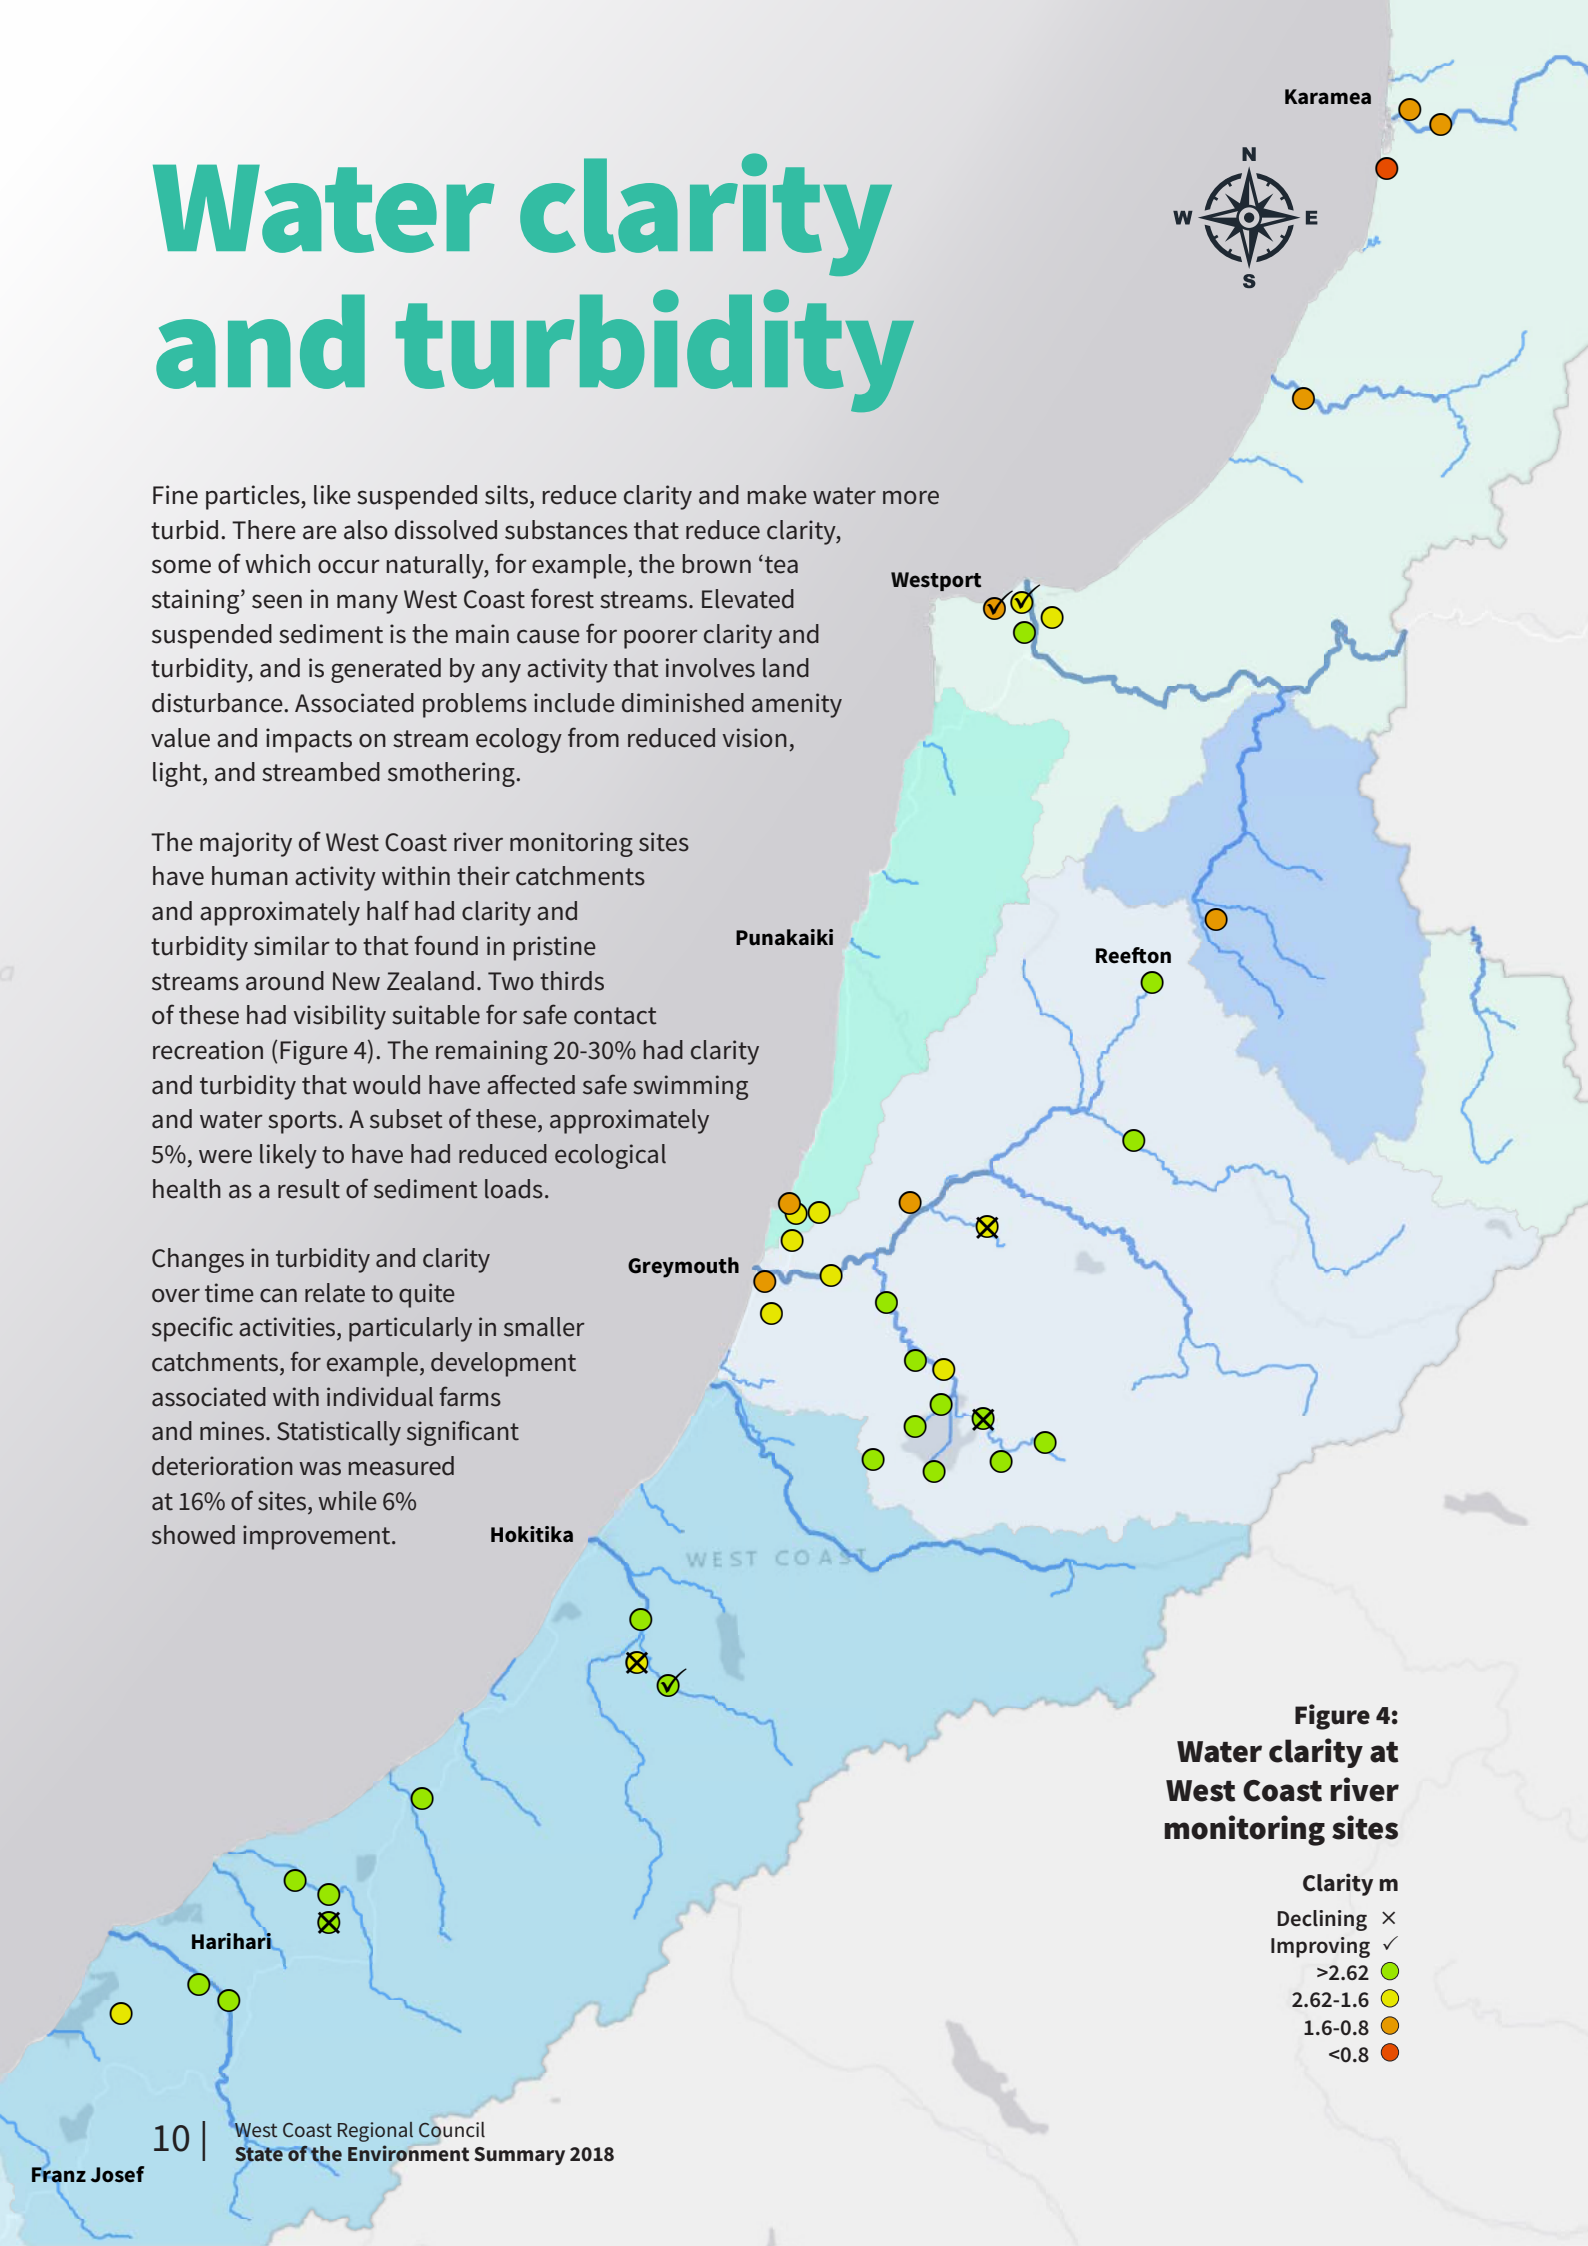 Water clarity
and turbidity
Fine particles, like suspended silts, reduce clarity and make water more
turbid. There are also dissolved substances that reduce clarity,
some of which occur naturally, for example, the brown ‘tea
staining’ seen in many West Coast forest streams. Elevated
suspended sediment is the main cause for poorer clarity and
turbidity, and is generated by any activity that involves land
disturbance. Associated problems include diminished amenity
value and impacts on stream ecology from reduced vision,
light, and streambed smothering.
The majority of West Coast river monitoring sites
have human activity within their catchments
and approximately half had clarity and
turbidity similar to that found in pristine
streams around New Zealand. Two thirds
of these had visibility suitable for safe contact
recreation (Figure 4). The remaining 20-30% had clarity
and turbidity that would have affected safe swimming
and water sports. A subset of these, approximately
5%, were likely to have had reduced ecological
health as a result of sediment loads.
Changes in turbidity and clarity
over time can relate to quite
specific activities, particularly in smaller
catchments, for example, development
associated with individual farms
and mines. Statistically significant
deterioration was measured
at 16% of sites, while 6%
showed improvement.
Karamea
N
W E
S
Westport
Punakaiki
Reefton
Greymouth
Hokitika
WEST COAST
Harihari
Franz Josef
Figure 4:
Water clarity at
West Coast river
monitoring sites
Clarity m
Declining ×
Improving ✓
>2.62
2.62-1.6
1.6-0.8
<0.8
10 | West Coast Regional Council
State of the Environment Summary 2018